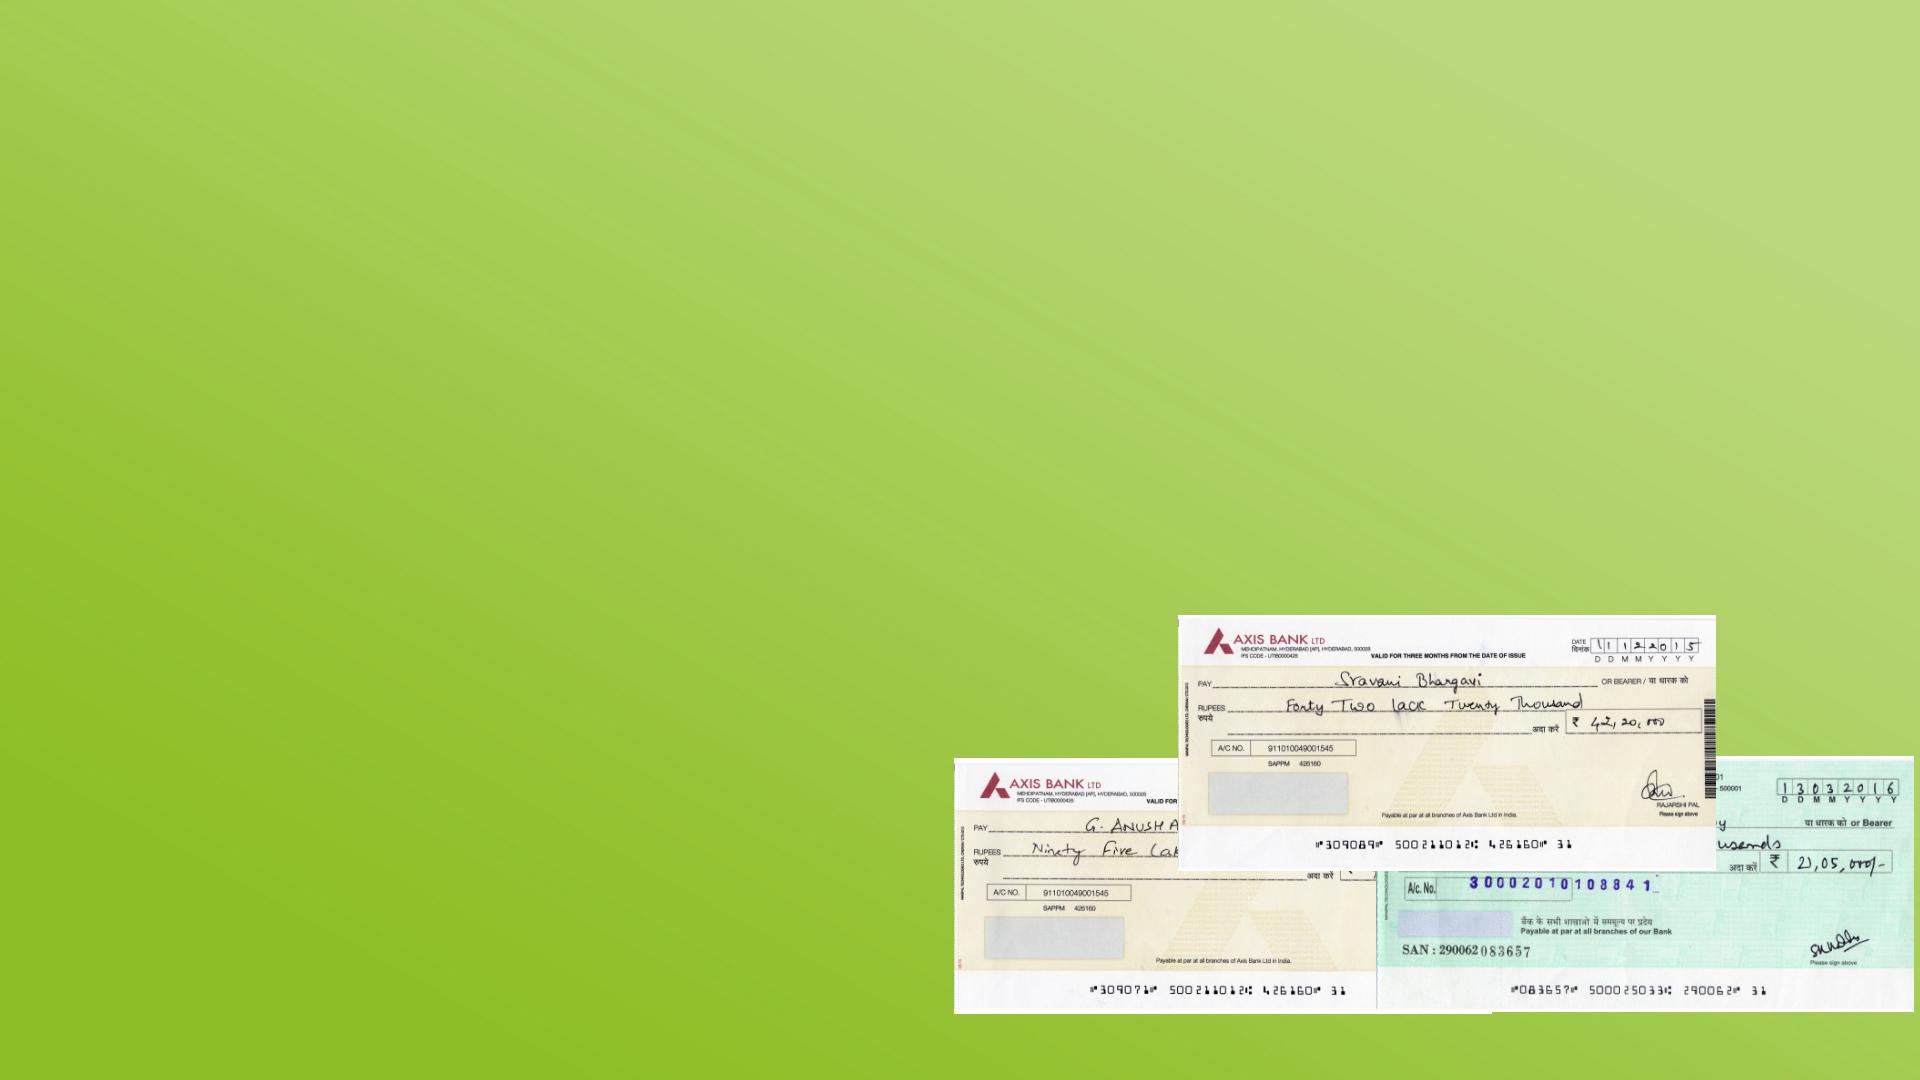 AXIS BANK LTD
MEHDIPATNAM, HYDERABAD [AP], HYDERABAD, 500028
IFS CODE - UTIB0000426
VALID FOR THREE MONTHS FROM THE DATE OF ISSUE
DATE
दिनांक
1 1 1 2 2 0 1 5
D D M M Y Y Y Y
PAY Sravani Bhargavi OR BEARER / या धारक को
RUPEES Forty Two lack Twenty Thousand
रुपये
अदा करें ₹ 42,20,000
A/C NO. 911010049001545
SAPPM 426160
RAJARSHI PAL
Please sign above
Payable at par at all branches of Axis Bank Ltd in India.
⑈309089⑈ 500211012⑆ 426160⑈ 31
AXIS BANK LTD
MEHDIPATNAM, HYDERABAD [AP], HYDERABAD, 500028
IFS CODE - UTIB0000426
VALID FOR
PAY G. ANUSHA
RUPEES Ninety Five Lak
रुपये
अदा करें
A/C NO. 911010049001545
SAPPM 426160
Payable at par at all branches of Axis Bank Ltd in India.
⑈309071⑈ 500211012⑆ 426160⑈ 31
01
500001
1 3 0 3 2 0 1 6
D D M M Y Y Y Y
y या धारक को or Bearer
usands
अदा करें ₹ 21,05,000/-
A/c. No. 30002010108841
बैंक के सभी शाखाओ में सममूल्य पर प्रदेय
Payable at par at all branches of our Bank
SAN : 290062 083657
Please sign above
⑈083657⑈ 500025033⑆ 290062⑈ 31